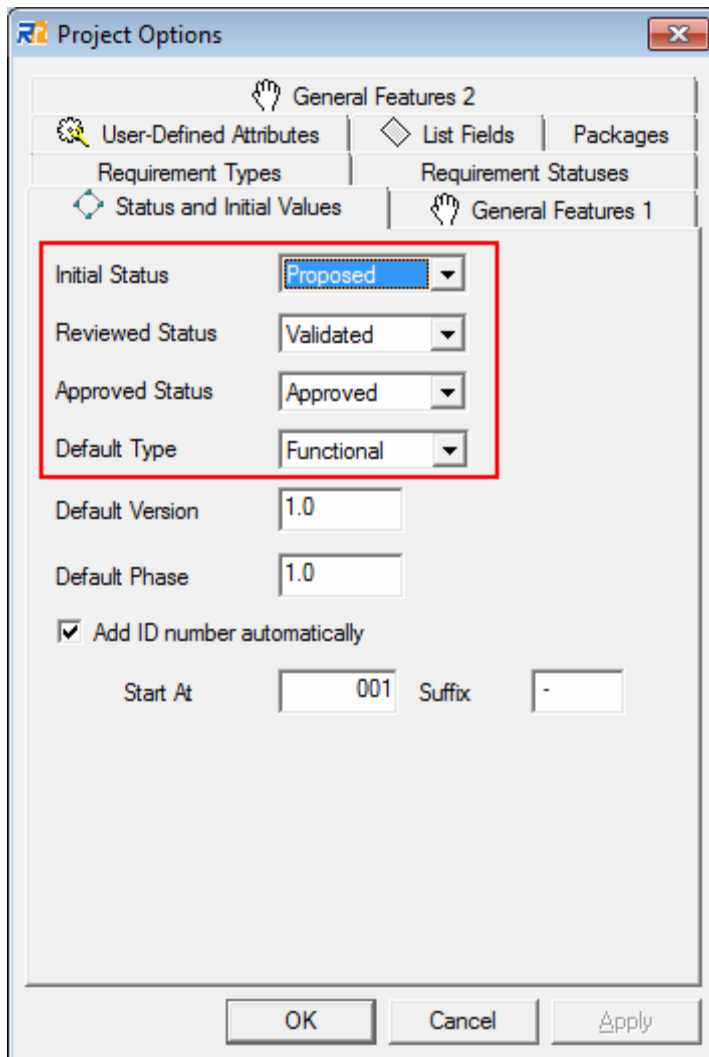 Project Options
General Features 2
User-Defined Attributes List Fields Packages
Requirement Types Requirement Statuses
Status and Initial Values General Features 1
Initial Status Proposed
Reviewed Status Validated
Approved Status Approved
Default Type Functional
Default Version 1.0
Default Phase 1.0
Add ID number automatically
Start At 001 Suffix -
OK Cancel Apply